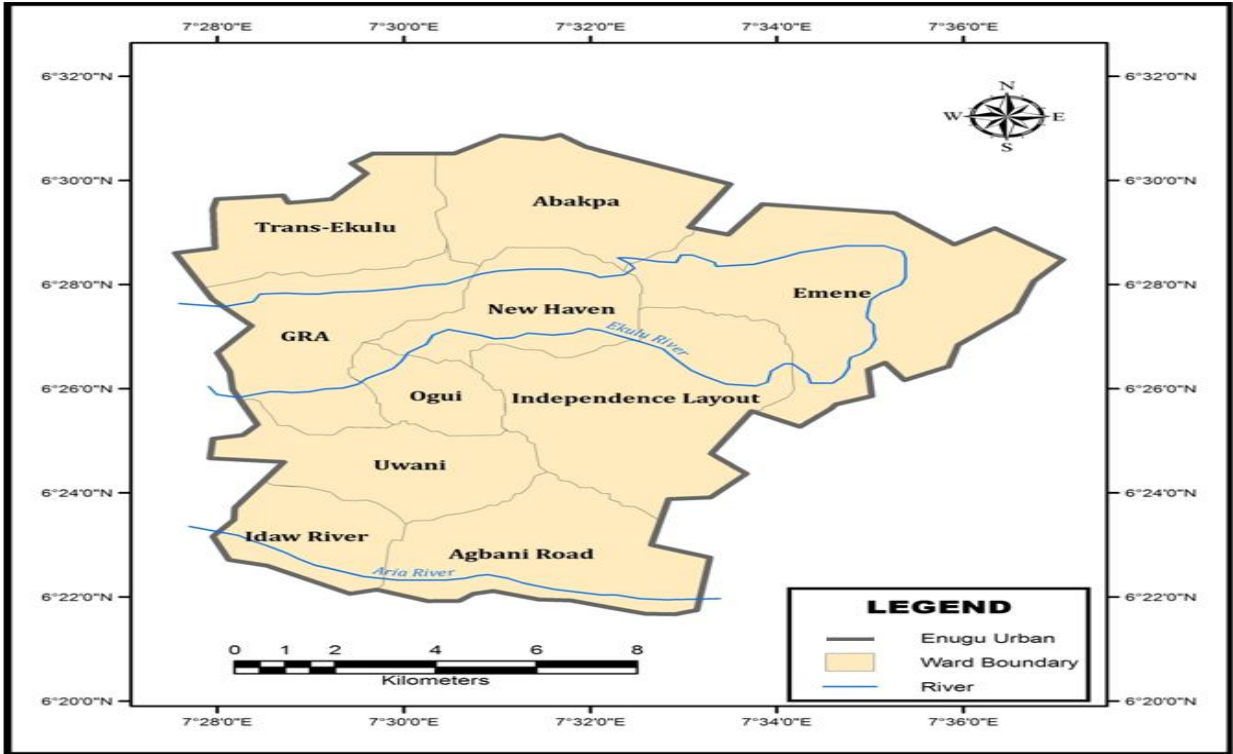 7°28'0"E 7°30'0"E 7°32'0"E 7°34'0"E 7°36'0"E
6°32'0"N 6°32'0"N
N
W E
S
6°30'0"N 6°30'0"N
Abakpa
Trans-Ekulu
6°28'0"N 6°28'0"N
Emene
New Haven
GRA
Ekulu River
6°26'0"N 6°26'0"N
Ogui
Independence Layout
Uwani
6°24'0"N 6°24'0"N
Idaw River
Agbani Road
Aria River
6°22'0"N 6°22'0"N
LEGEND
Enugu Urban
Ward Boundary
River
0 1 2 4 6 8
Kilometers
6°20'0"N 6°20'0"N
7°28'0"E 7°30'0"E 7°32'0"E 7°34'0"E 7°36'0"E